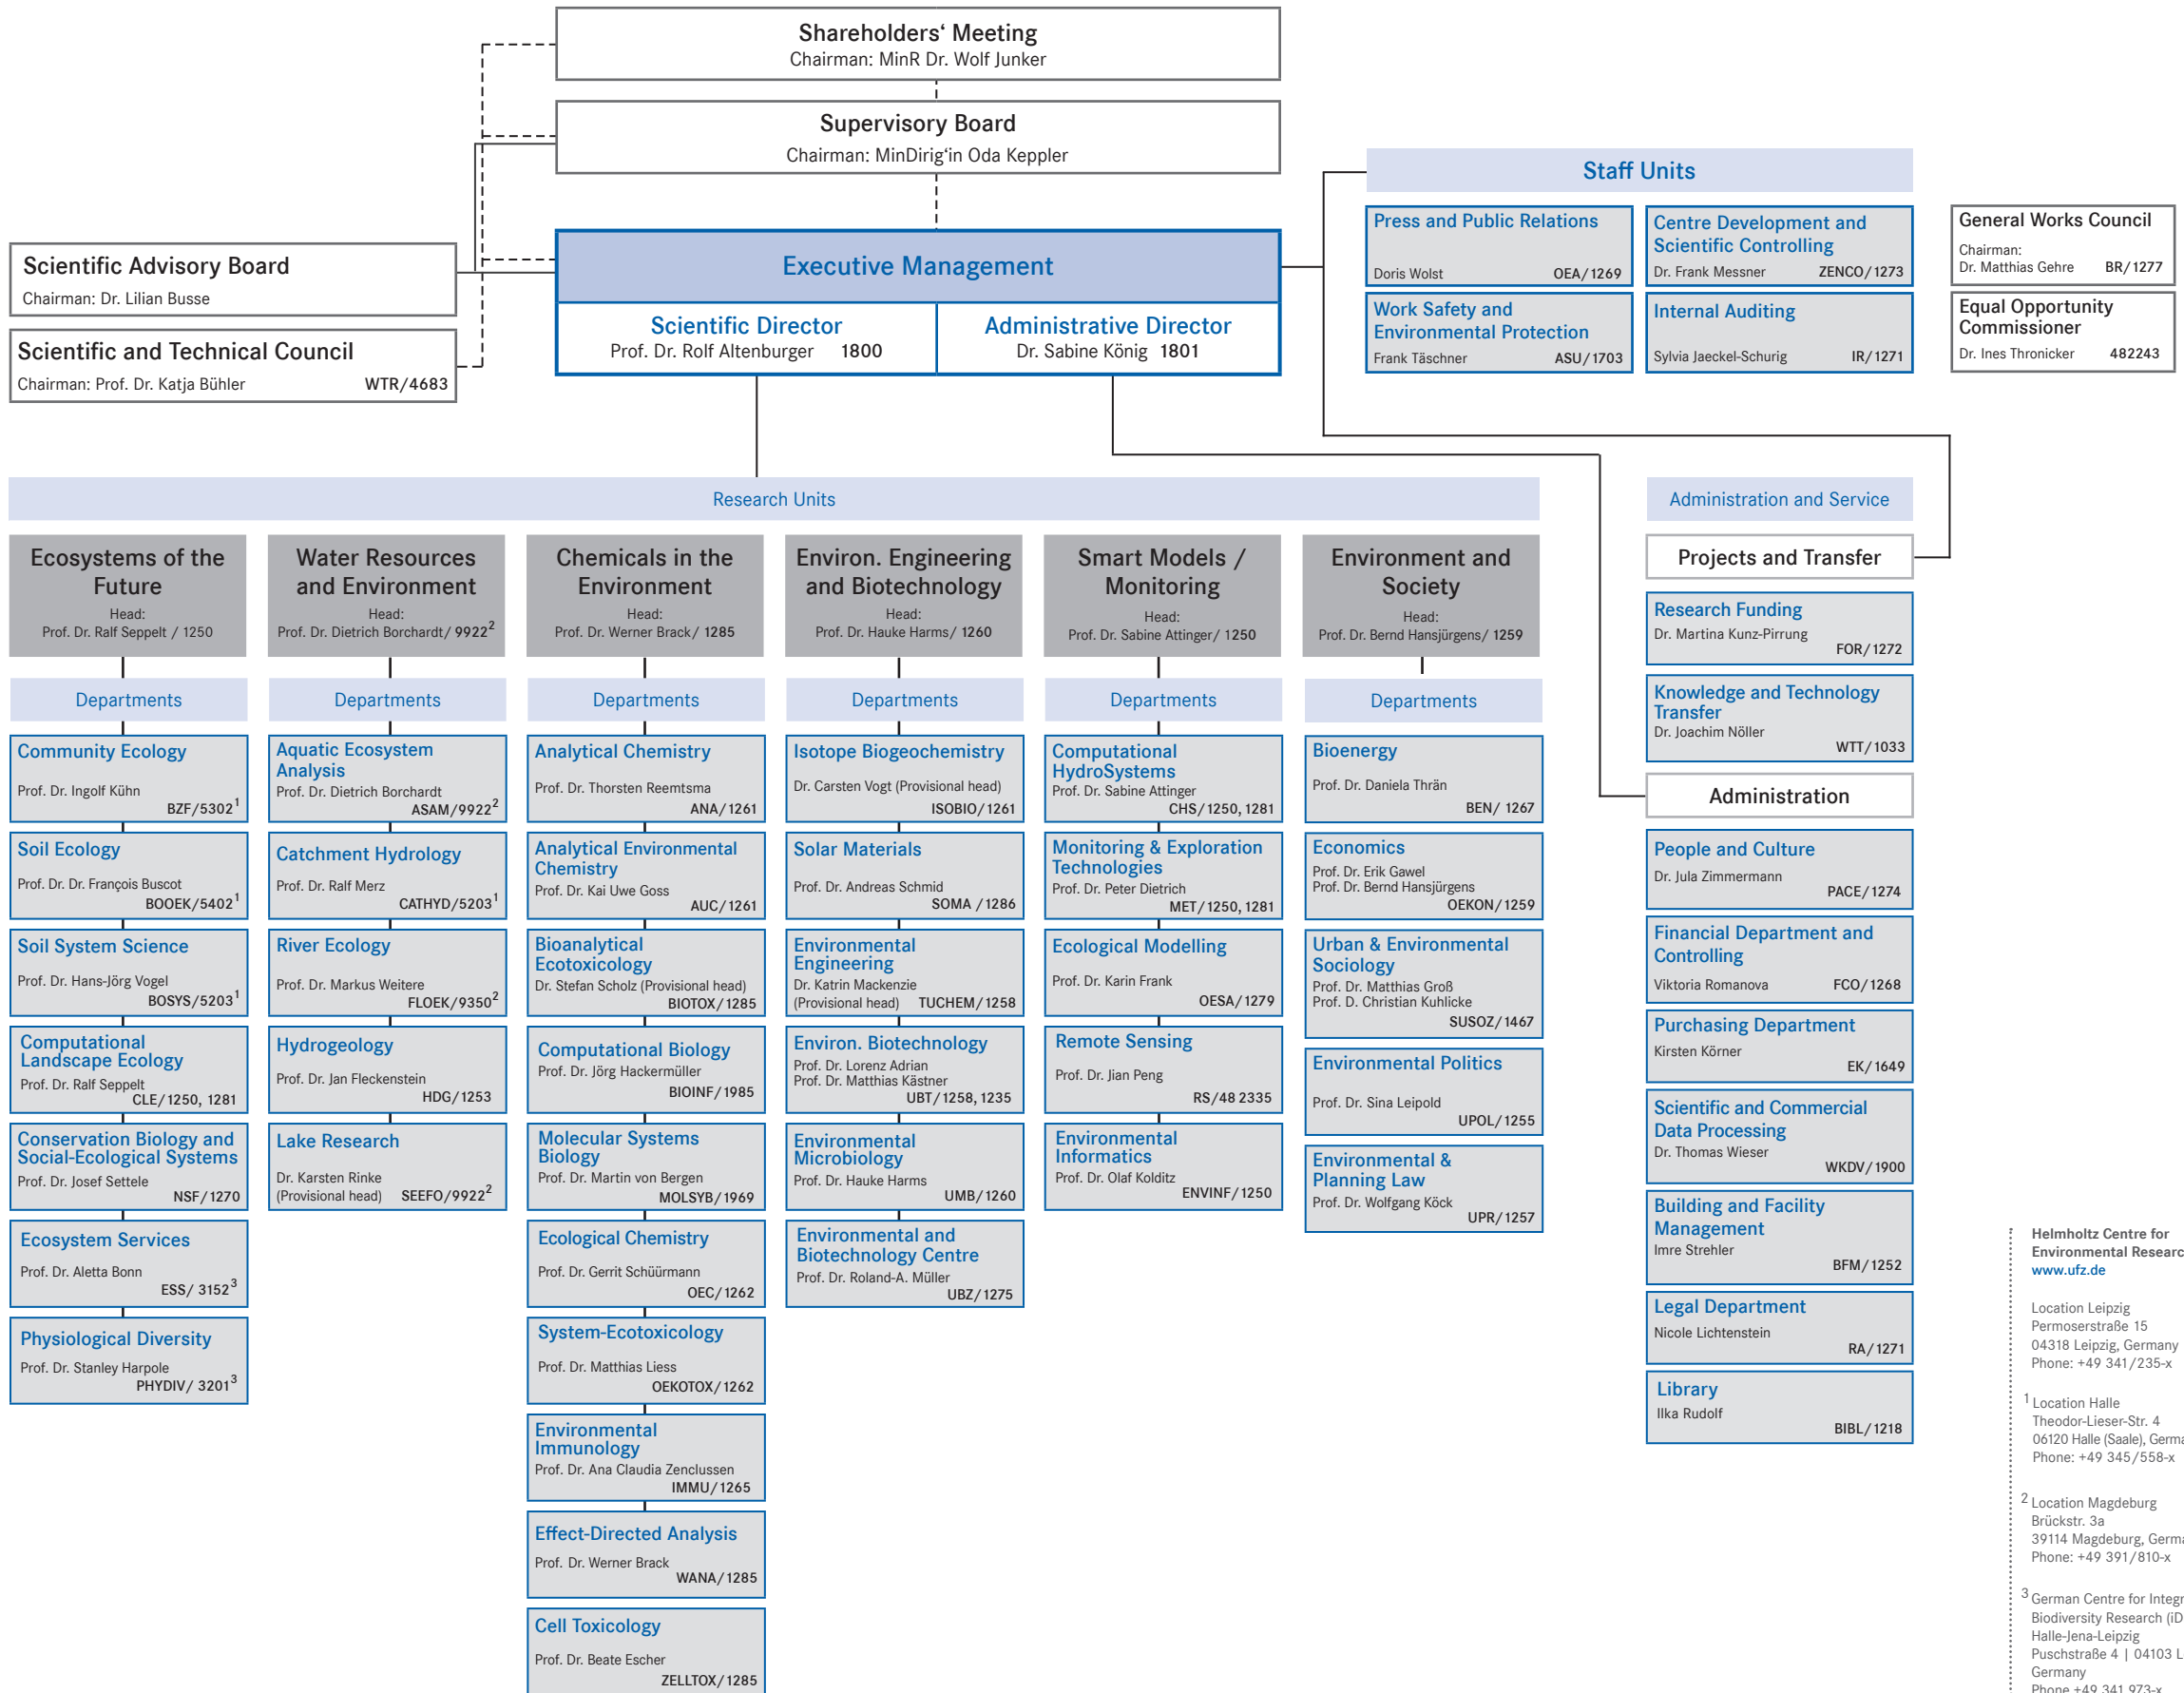 Shareholders‘ Meeting
Chairman: MinR Dr. Wolf Junker
Supervisory Board
Chairman: MinDirig‘in Oda Keppler
Executive Management
Scientific Director
Prof. Dr. Rolf Altenburger 1800
Administrative Director
Dr. Sabine König 1801
Scientific Advisory Board
Chairman: Dr. Lilian Busse
Scientific and Technical Council
Chairman: Prof. Dr. Katja Bühler WTR/4683
Staff Units
Press and Public Relations
Doris Wolst OEA/1269
Centre Development and
Scientific Controlling
Dr. Frank Messner ZENCO/1273
Work Safety and
Environmental Protection
Frank Täschner ASU/1703
Internal Auditing
Sylvia Jaeckel-Schurig IR/1271
General Works Council
Chairman:
Dr. Matthias Gehre BR/1277
Equal Opportunity
Commissioner
Dr. Ines Thronicker 482243
Research Units
Ecosystems of the
Future
Head:
Prof. Dr. Ralf Seppelt / 1250
Departments
Community Ecology
Prof. Dr. Ingolf Kühn
BZF/5302¹
Soil Ecology
Prof. Dr. Dr. François Buscot
BOOEK/5402¹
Soil System Science
Prof. Dr. Hans-Jörg Vogel
BOSYS/5203¹
Computational
Landscape Ecology
Prof. Dr. Ralf Seppelt
CLE/1250, 1281
Conservation Biology and
Social-Ecological Systems
Prof. Dr. Josef Settele
NSF/1270
Ecosystem Services
Prof. Dr. Aletta Bonn
ESS/ 3152³
Physiological Diversity
Prof. Dr. Stanley Harpole
PHYDIV/ 3201³
Water Resources
and Environment
Head:
Prof. Dr. Dietrich Borchardt/ 9922²
Departments
Aquatic Ecosystem
Analysis
Prof. Dr. Dietrich Borchardt
ASAM/9922²
Catchment Hydrology
Prof. Dr. Ralf Merz
CATHYD/5203¹
River Ecology
Prof. Dr. Markus Weitere
FLOEK/9350²
Hydrogeology
Prof. Dr. Jan Fleckenstein
HDG/1253
Lake Research
Dr. Karsten Rinke
(Provisional head) SEEFO/9922²
Chemicals in the
Environment
Head:
Prof. Dr. Werner Brack/ 1285
Departments
Analytical Chemistry
Prof. Dr. Thorsten Reemtsma
ANA/1261
Analytical Environmental
Chemistry
Prof. Dr. Kai Uwe Goss
AUC/1261
Bioanalytical
Ecotoxicology
Dr. Stefan Scholz (Provisional head)
BIOTOX/1285
Computational Biology
Prof. Dr. Jörg Hackermüller
BIOINF/1985
Molecular Systems
Biology
Prof. Dr. Martin von Bergen
MOLSYB/1969
Ecological Chemistry
Prof. Dr. Gerrit Schüürmann
OEC/1262
System-Ecotoxicology
Prof. Dr. Matthias Liess
OEKOTOX/1262
Environmental
Immunology
Prof. Dr. Ana Claudia Zenclussen
IMMU/1265
Effect-Directed Analysis
Prof. Dr. Werner Brack
WANA/1285
Cell Toxicology
Prof. Dr. Beate Escher
ZELLTOX/1285
Environ. Engineering
and Biotechnology
Head:
Prof. Dr. Hauke Harms/ 1260
Departments
Isotope Biogeochemistry
Dr. Carsten Vogt (Provisional head)
ISOBIO/1261
Solar Materials
Prof. Dr. Andreas Schmid
SOMA /1286
Environmental
Engineering
Dr. Katrin Mackenzie
(Provisional head) TUCHEM/1258
Environ. Biotechnology
Prof. Dr. Lorenz Adrian
Prof. Dr. Matthias Kästner
UBT/1258, 1235
Environmental
Microbiology
Prof. Dr. Hauke Harms
UMB/1260
Environmental and
Biotechnology Centre
Prof. Dr. Roland-A. Müller
UBZ/1275
Smart Models /
Monitoring
Head:
Prof. Dr. Sabine Attinger/ 1250
Departments
Computational
HydroSystems
Prof. Dr. Sabine Attinger
CHS/1250, 1281
Monitoring & Exploration
Technologies
Prof. Dr. Peter Dietrich
MET/1250, 1281
Ecological Modelling
Prof. Dr. Karin Frank
OESA/1279
Remote Sensing
Prof. Dr. Jian Peng
RS/48 2335
Environmental
Informatics
Prof. Dr. Olaf Kolditz
ENVINF/1250
Environment and
Society
Head:
Prof. Dr. Bernd Hansjürgens/ 1259
Departments
Bioenergy
Prof. Dr. Daniela Thrän
BEN/ 1267
Economics
Prof. Dr. Erik Gawel
Prof. Dr. Bernd Hansjürgens
OEKON/1259
Urban & Environmental
Sociology
Prof. Dr. Matthias Groß
Prof. D. Christian Kuhlicke
SUSOZ/1467
Environmental Politics
Prof. Dr. Sina Leipold
UPOL/1255
Environmental &
Planning Law
Prof. Dr. Wolfgang Köck
UPR/1257
Administration and Service
Projects and Transfer
Research Funding
Dr. Martina Kunz-Pirrung
FOR/1272
Knowledge and Technology
Transfer
Dr. Joachim Nöller
WTT/1033
Administration
People and Culture
Dr. Jula Zimmermann
PACE/1274
Financial Department and
Controlling
Viktoria Romanova FCO/1268
Purchasing Department
Kirsten Körner
EK/1649
Scientific and Commercial
Data Processing
Dr. Thomas Wieser
WKDV/1900
Building and Facility
Management
Imre Strehler
BFM/1252
Legal Department
Nicole Lichtenstein
RA/1271
Library
Ilka Rudolf
BIBL/1218
Helmholtz Centre for
Environmental
www.ufz.de
Location Leipzig
Permoserstraße 15
04318 Leipzig, Germany
Phone: +49 341/235-x
¹ Location Halle
Theodor-Lieser-Str. 4
06120 Halle (Saale),
Phone: +49 345/558-x
² Location Magdeburg
Brückstr. 3a
39114 Magdeburg,
Phone: +49 391/810-x
³ German Centre for
Biodiversity Research
Halle-Jena-Leipzig
Puschstraße 4 | 04103
Germany
Phone +49 341 973-x